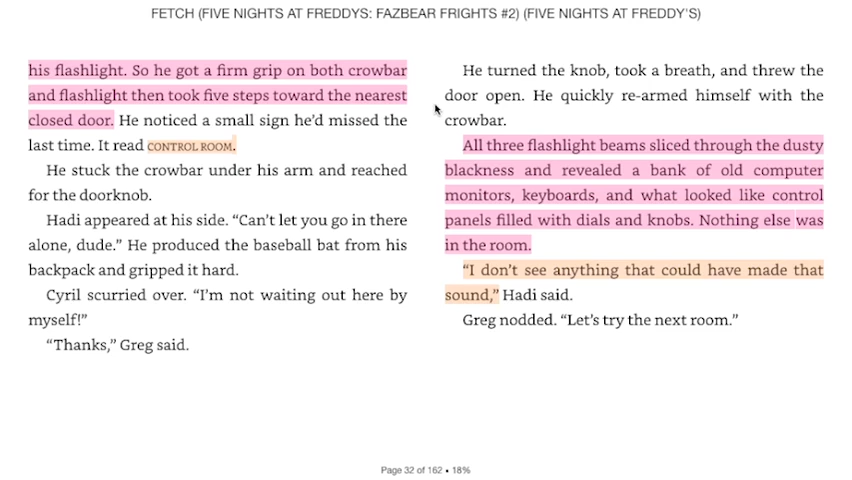 FETCH (FIVE NIGHTS AT FREDDYS: FAZBEAR FRIGHTS #2) (FIVE NIGHTS AT FREDDY'S)
his flashlight. So he got a firm grip on both crowbar
and flashlight then took five steps toward the nearest
closed door. He noticed a small sign he’d missed the
last time. It read CONTROL ROOM.
He stuck the crowbar under his arm and reached
for the doorknob.
Hadi appeared at his side. “Can’t let you go in there
alone, dude.” He produced the baseball bat from his
backpack and gripped it hard.
Cyril scurried over. “I’m not waiting out here by
myself!”
“Thanks,” Greg said.
He turned the knob, took a breath, and threw the
door open. He quickly re-armed himself with the
crowbar.
All three flashlight beams sliced through the dusty
blackness and revealed a bank of old computer
monitors, keyboards, and what looked like control
panels filled with dials and knobs. Nothing else was
in the room.
“I don’t see anything that could have made that
sound,” Hadi said.
Greg nodded. “Let’s try the next room.”
Page 32 of 162 • 18%